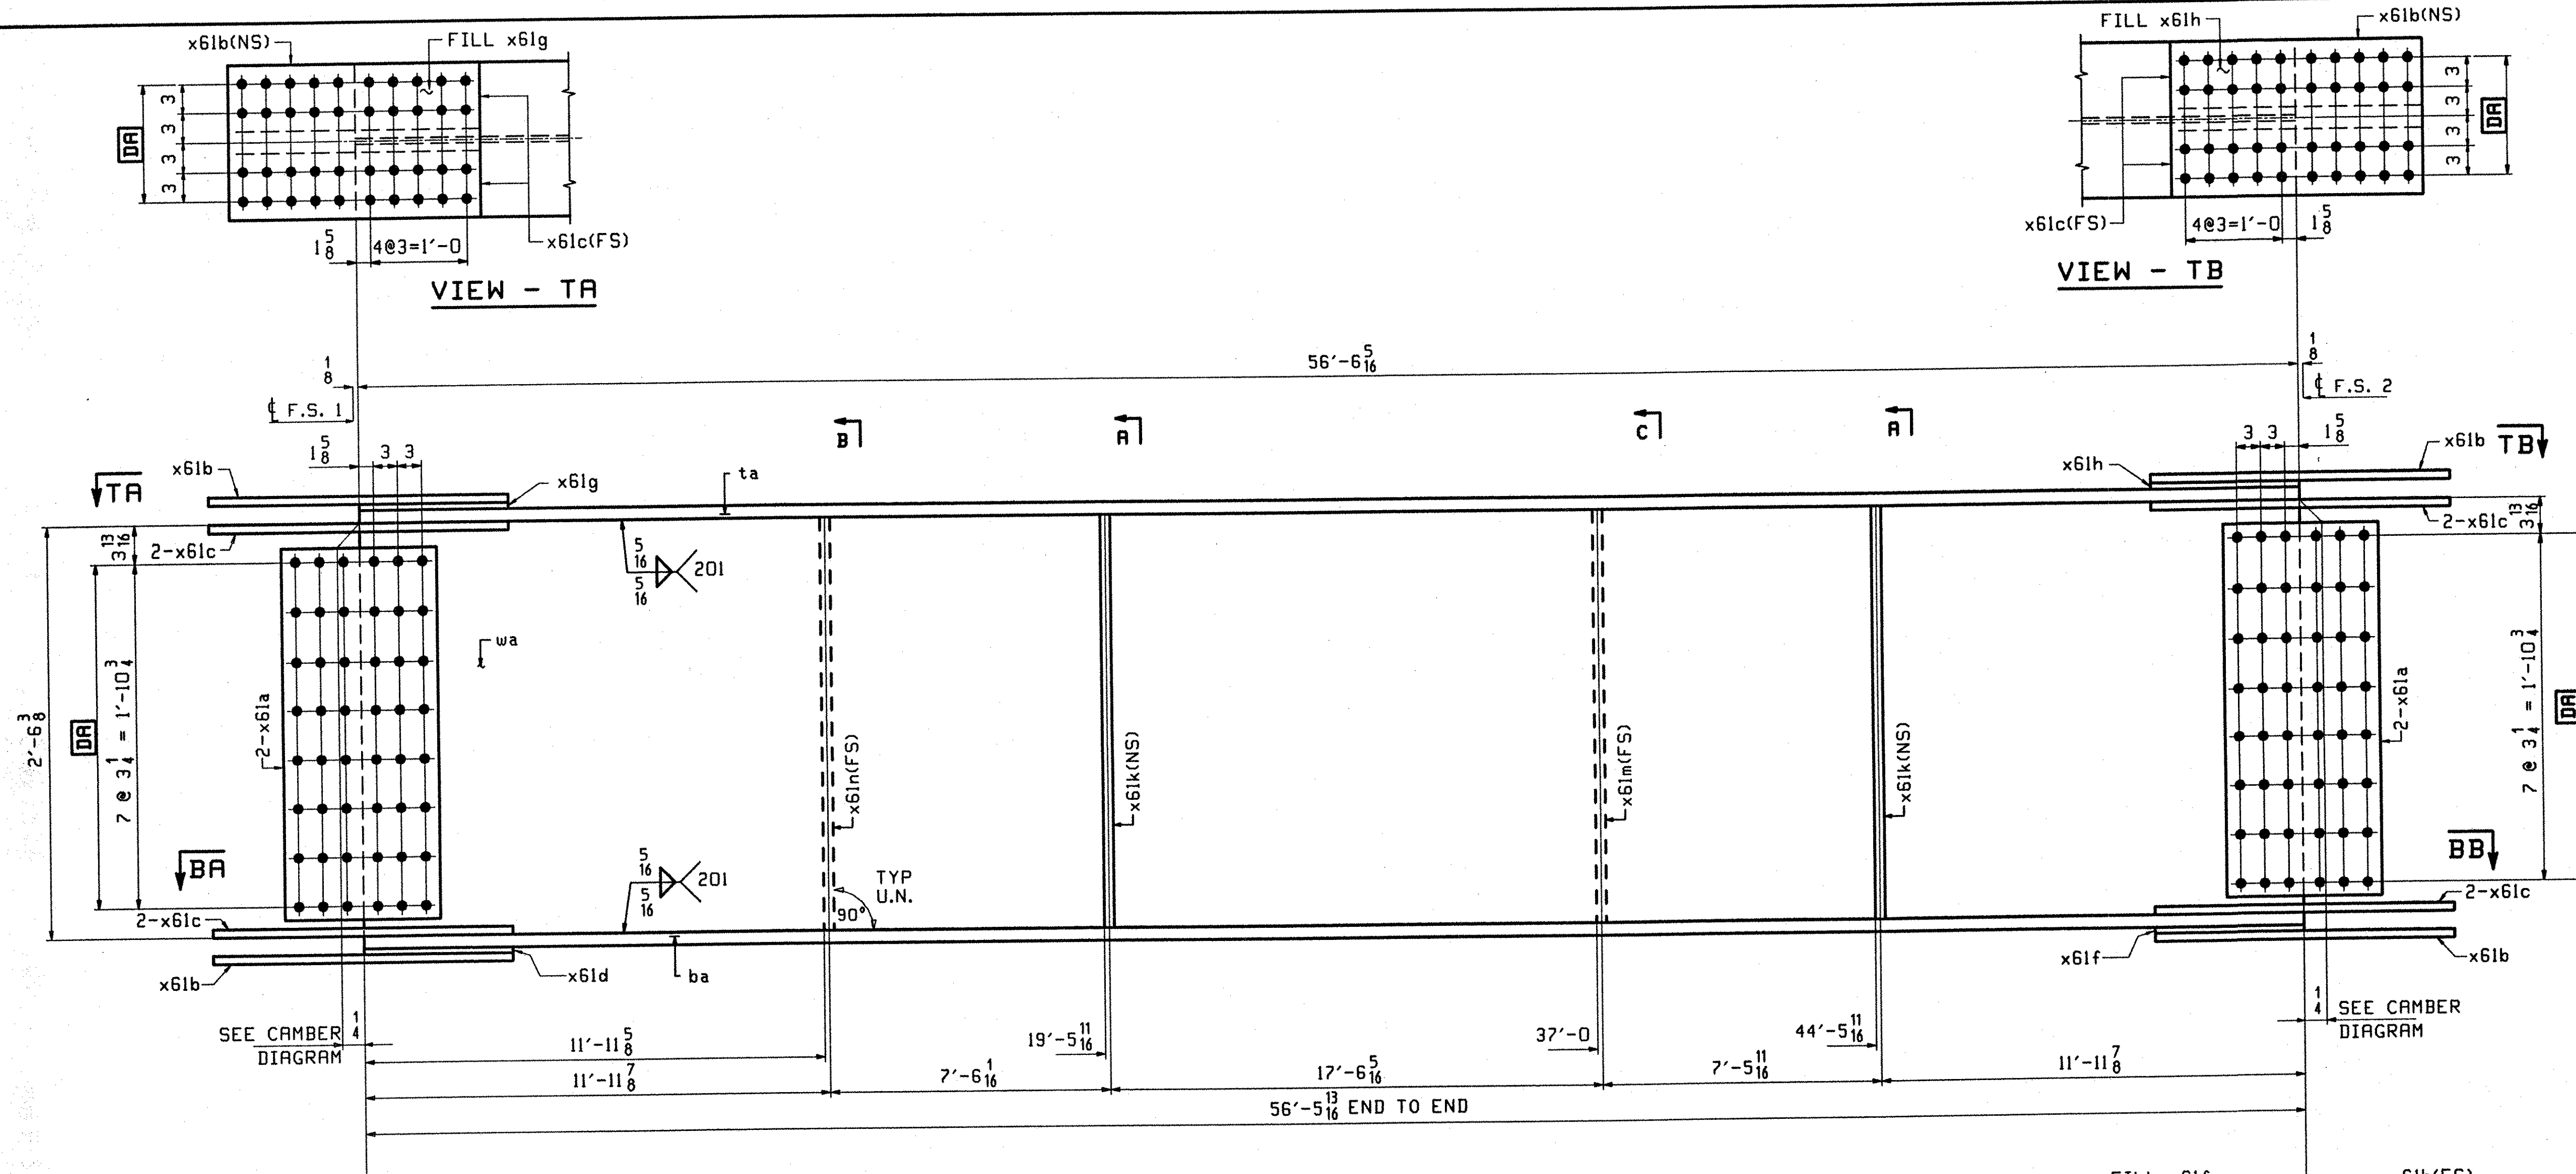 x61b(NS)
FILL x61g
DA
3
3
3
3
1 5/8
4@3=1'-0
x61c(FS)
VIEW - TA
FILL x61h
x61b(NS)
3
3
3
3
DA
x61c(FS)
4@3=1'-0
1 5/8
VIEW - TB
1/8
56'-6 5/16
1/8
℄ F.S. 1
℄ F.S. 2
B
A
C
A
1 5/8
3
3
3
3
1 5/8
TA
x61b
x61g
ta
x61h
x61b
TB
2-x61c
3 13/16
5/16
5/16
201
2-x61c
3 13/16
wa
2'-6 3/8
DA
7 @ 3 1/4 = 1'-10 3/4
2-x61a
x61n(FS)
x61k(NS)
x61m(FS)
x61k(NS)
2-x61a
7 @ 3 1/4 = 1'-10 3/4
DA
BA
5/16
5/16
201
TYP
U.N.
90°
BB
2-x61c
2-x61c
x61b
x61d
ba
x61f
x61b
SEE CAMBER
DIAGRAM
1/4
1/4
SEE CAMBER
DIAGRAM
11'-11 5/8
19'-5 11/16
37'-0
44'-5 11/16
11'-11 7/8
7'-6 1/16
17'-6 5/16
7'-5 11/16
11'-11 7/8
56'-5 13/16 END TO END